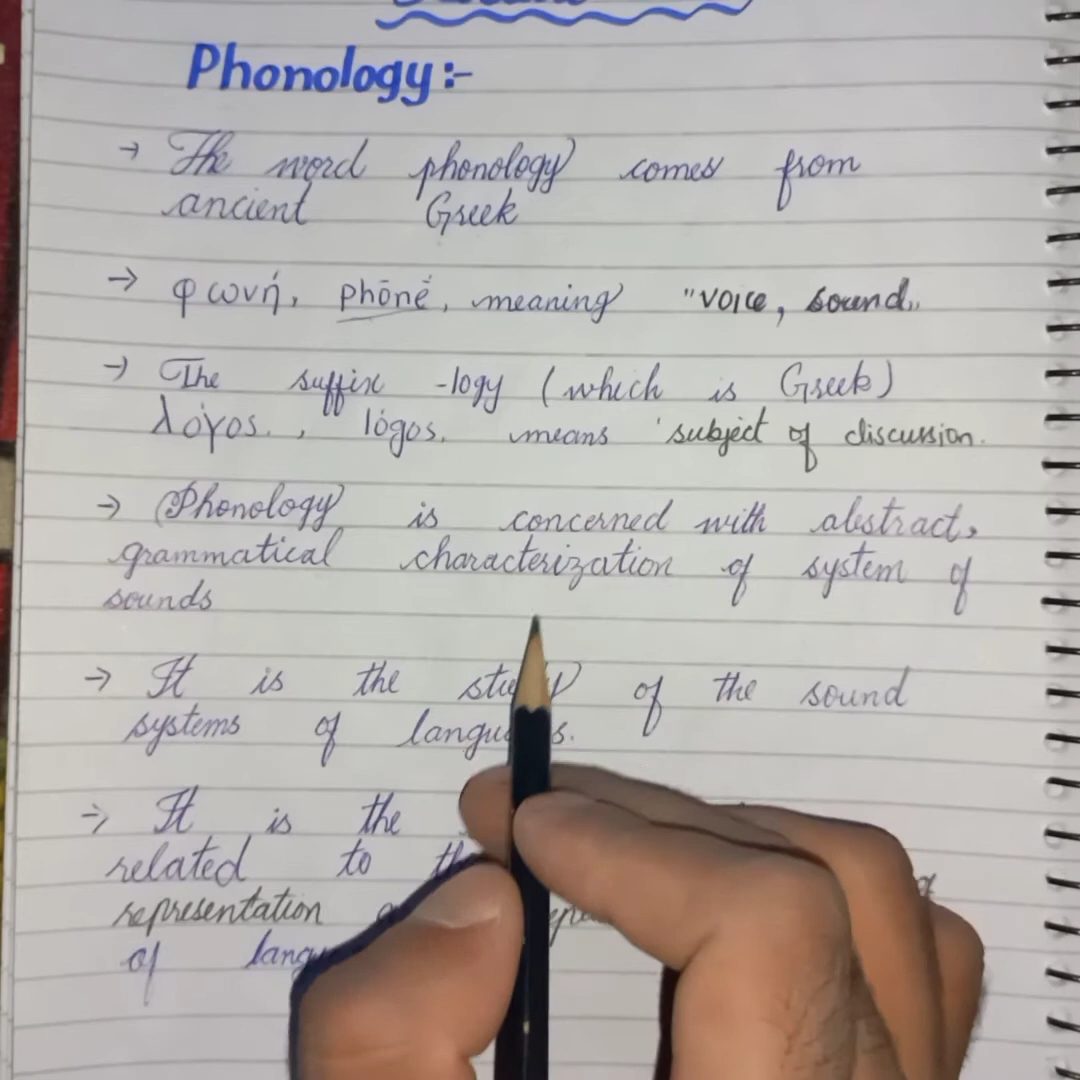 Phonology:-
→ The word phonology comes from
ancient Greek
→ φωνή, phōné, meaning "voice, sound„
→ The suffix -logy (which is Greek)
λόγος., lógos. means 'subject of discussion.
→ Phonology is concerned with abstract,
grammatical characterization of system of
sounds
→ It is the of the sound
systems of
→ It is the
related to
representation
of